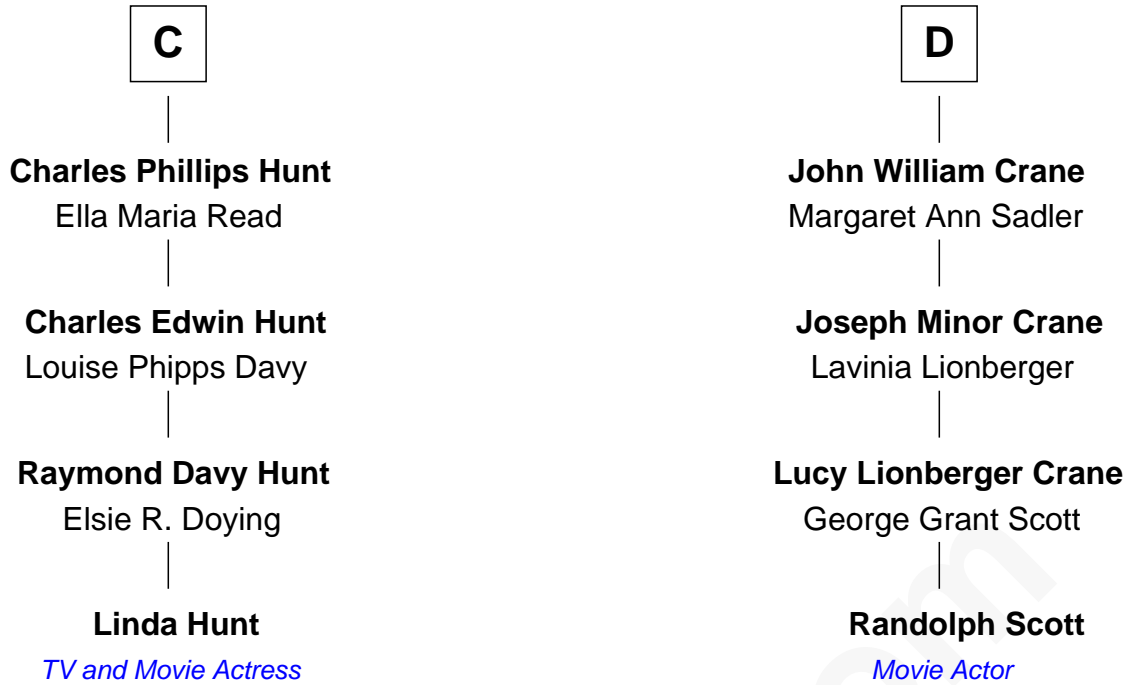 C
Charles Phillips Hunt
Ella Maria Read
Charles Edwin Hunt
Louise Phipps Davy
Raymond Davy Hunt
Elsie R. Doying
Linda Hunt
TV and Movie Actress
D
John William Crane
Margaret Ann Sadler
Joseph Minor Crane
Lavinia Lionberger
Lucy Lionberger Crane
George Grant Scott
Randolph Scott
Movie Actor